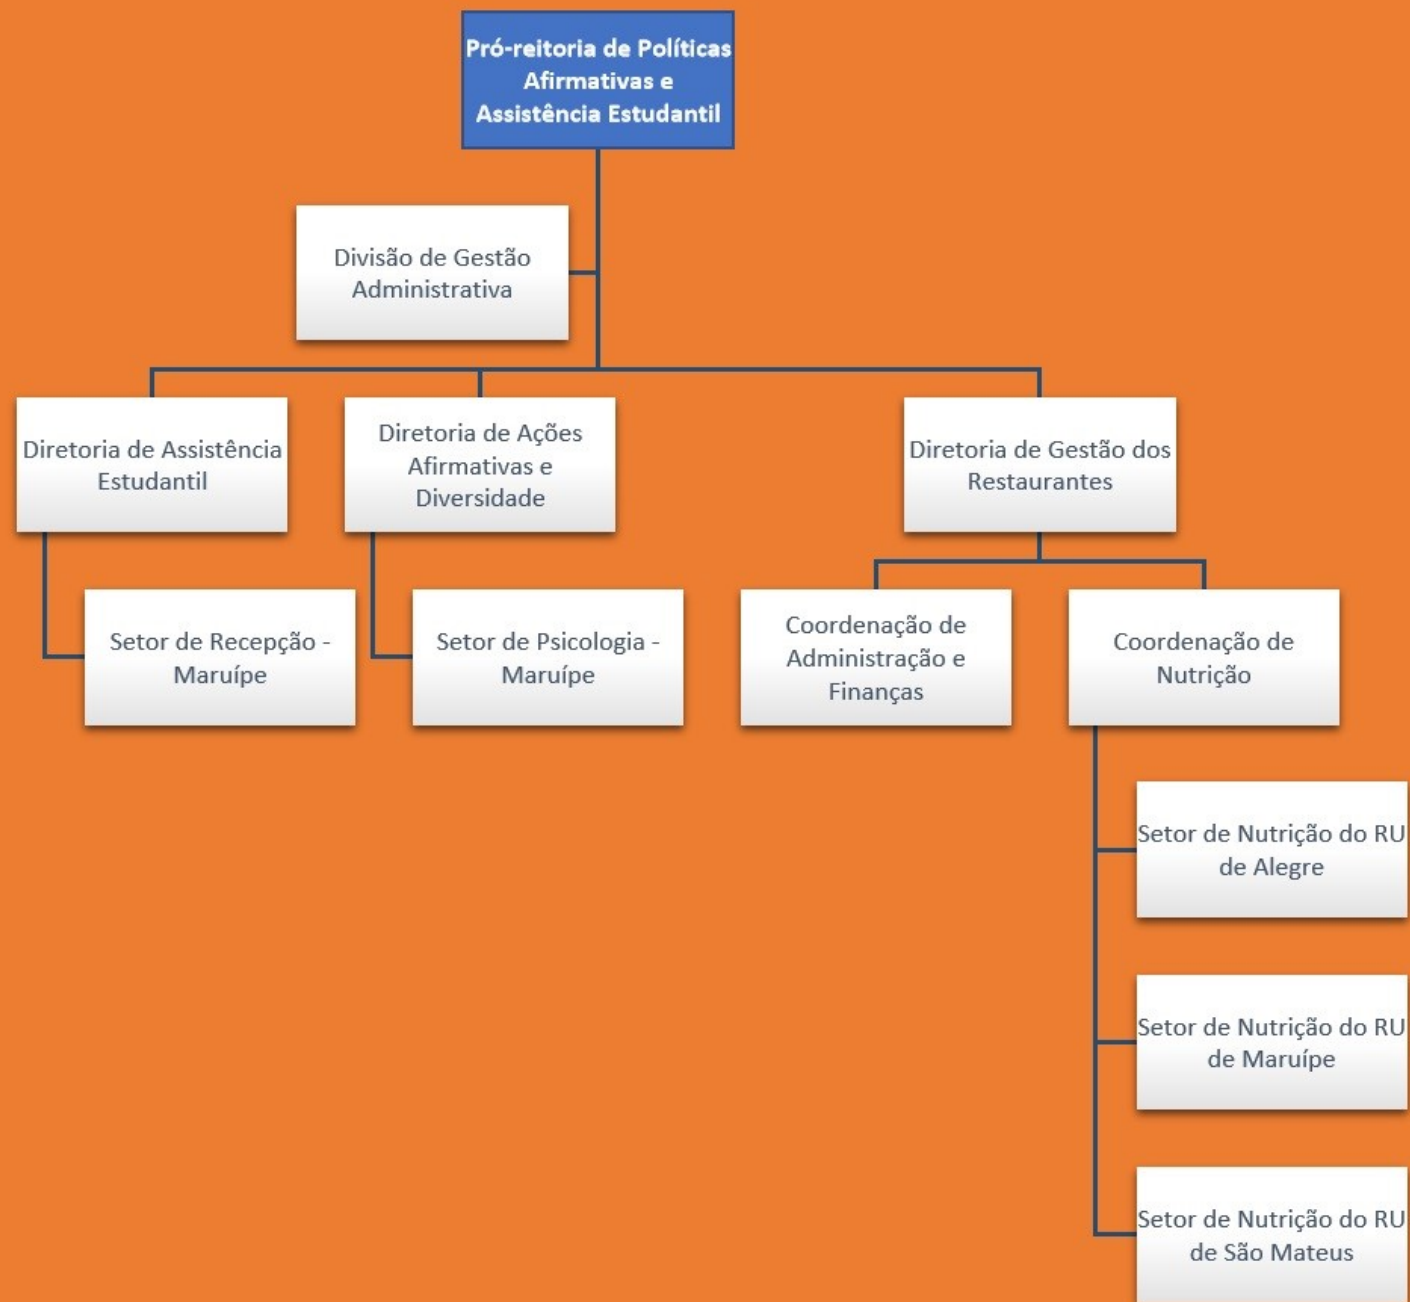 Pró-reitoria de Políticas
Afirmativas e
Assistência Estudantil
Divisão de Gestão
Administrativa
Diretoria de Assistência
Estudantil
Diretoria de Ações
Afirmativas e
Diversidade
Diretoria de Gestão dos
Restaurantes
Setor de Recepção -
Maruípe
Setor de Psicologia -
Maruípe
Coordenação de
Administração e
Finanças
Coordenação de
Nutrição
Setor de Nutrição do RU
de Alegre
Setor de Nutrição do RU
de Maruípe
Setor de Nutrição do RU
de São Mateus